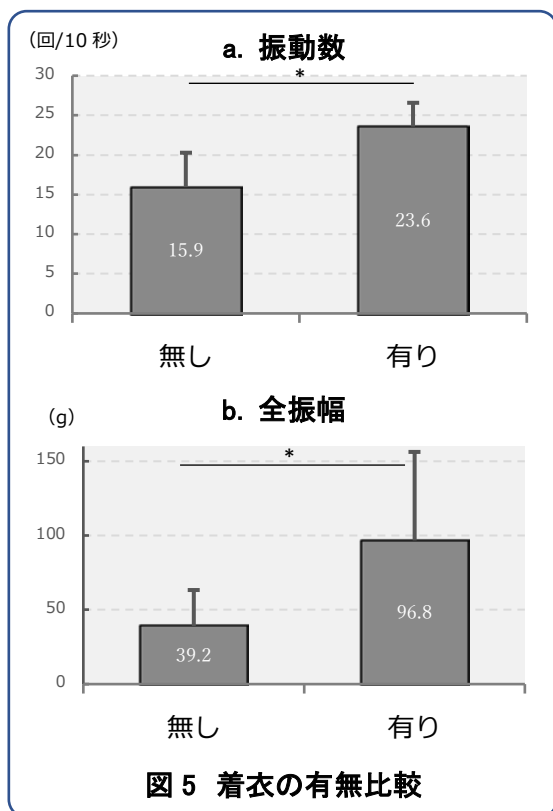 (回/10 秒)
a. 振動数
30
*
25
20
15
10
5
0
15.9
23.6
無し
有り
b. 全振幅
(g)
150
*
100
50
0
39.2
96.8
無し
有り
図 5 着衣の有無比較